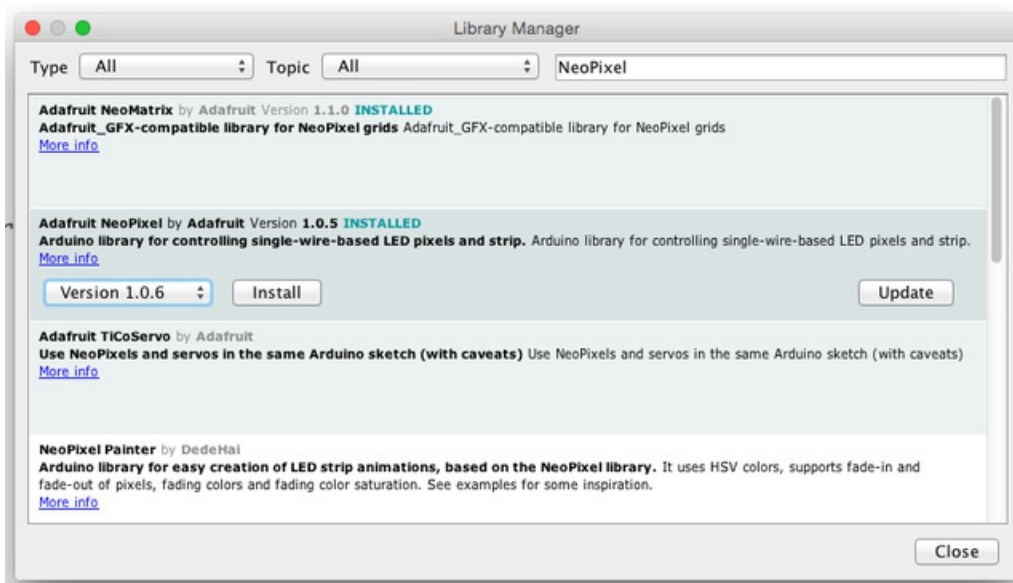 Library Manager
Type All Topic All NeoPixel
Adafruit NeoMatrix by Adafruit Version 1.1.0 INSTALLED
Adafruit_GFX-compatible library for NeoPixel grids Adafruit_GFX-compatible library for NeoPixel grids
More info
Adafruit NeoPixel by Adafruit Version 1.0.5 INSTALLED
Arduino library for controlling single-wire-based LED pixels and strip. Arduino library for controlling single-wire-based LED pixels and strip.
More info
Version 1.0.6 Install Update
Adafruit TiCoServo by Adafruit
Use NeoPixels and servos in the same Arduino sketch (with caveats) Use NeoPixels and servos in the same Arduino sketch (with caveats)
More info
NeoPixel Painter by DedeHai
Arduino library for easy creation of LED strip animations, based on the NeoPixel library. It uses HSV colors, supports fade-in and
fade-out of pixels, fading colors and fading color saturation. See examples for some inspiration.
More info
Close